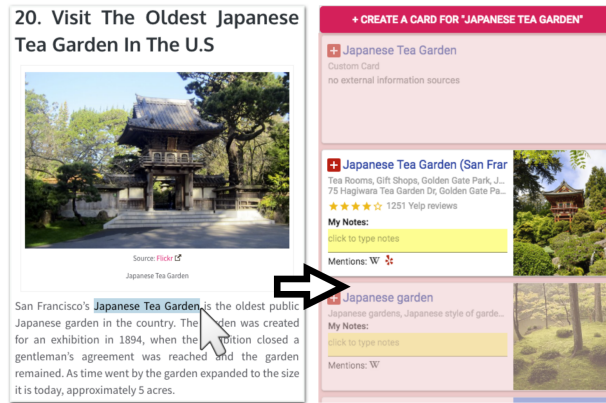 20. Visit The Oldest Japanese
Tea Garden In The U.S
Source: Flickr
Japanese Tea Garden
San Francisco's Japanese Tea Garden is the oldest public
Japanese garden in the country. The den was created
for an exhibition in 1894, when the ition closed a
gentleman's agreement was reached and the garden
remained. As time went by the garden expanded to the size
it is today, approximately 5 acres.
+ CREATE A CARD FOR "JAPANESE TEA GARDEN"
+ Japanese Tea Garden
Custom Card
no external information sources
+ Japanese Tea Garden (San Frar
Tea Rooms, Gift Shops, Golden Gate Park, J...
75 Hagiwara Tea Garden Dr, Golden Gate Pa...
1251 Yelp reviews
My Notes:
click to type notes
Mentions: W
+ Japanese garden
Japanese gardens, Japanese style of garde...
My Notes:
click to type notes
Mentions: W